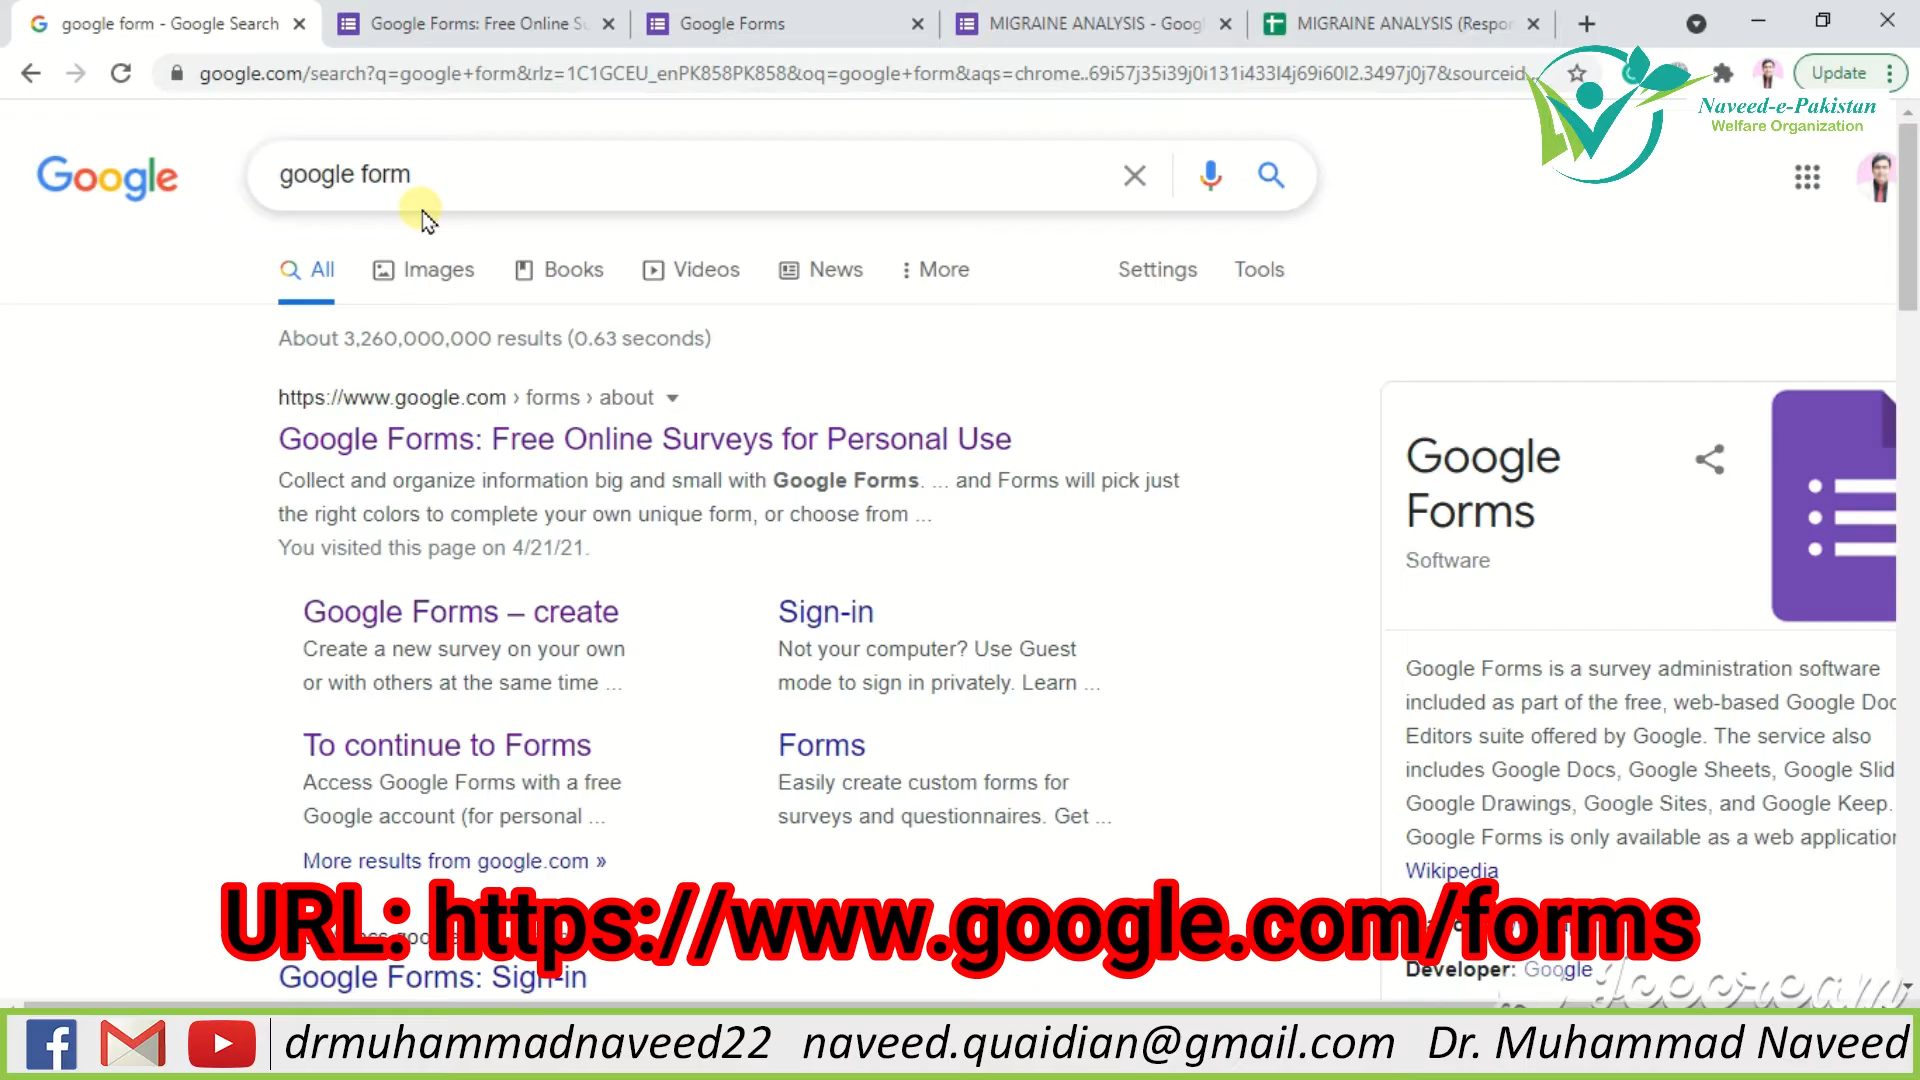 google form - Google Search
Google Forms: Free Online Su
Google Forms
MIGRAINE ANALYSIS - Goog
MIGRAINE ANALYSIS (Respon
google.com/search?q=google+form&rlz=1C1GCEU_enPK858PK858&oq=google+form&aqs=chrome..69i57j35i39j0i131i433l4j69i60l2.3497j0j7&sourceid...
Update
Naveed-e-Pakistan
Welfare Organization
Google
google form
All
Images
Books
Videos
News
More
Settings
Tools
About 3,260,000,000 results (0.63 seconds)
https://www.google.com › forms › about
Google Forms: Free Online Surveys for Personal Use
Collect and organize information big and small with Google Forms. ... and Forms will pick just
the right colors to complete your own unique form, or choose from ...
You visited this page on 4/21/21.
Google Forms – create
Create a new survey on your own
or with others at the same time ...
Sign-in
Not your computer? Use Guest
mode to sign in privately. Learn ...
To continue to Forms
Access Google Forms with a free
Google account (for personal ...
Forms
Easily create custom forms for
surveys and questionnaires. Get ...
More results from google.com »
Google Forms: Sign-in
Google
Forms
Software
Google Forms is a survey administration software
included as part of the free, web-based Google Doc
Editors suite offered by Google. The service also
includes Google Docs, Google Sheets, Google Slid
Google Drawings, Google Sites, and Google Keep.
Google Forms is only available as a web application
Wikipedia
Developer: Google
URL: https://www.google.com/forms
drmuhammadnaveed22 naveed.quaidian@gmail.com Dr. Muhammad Naveed